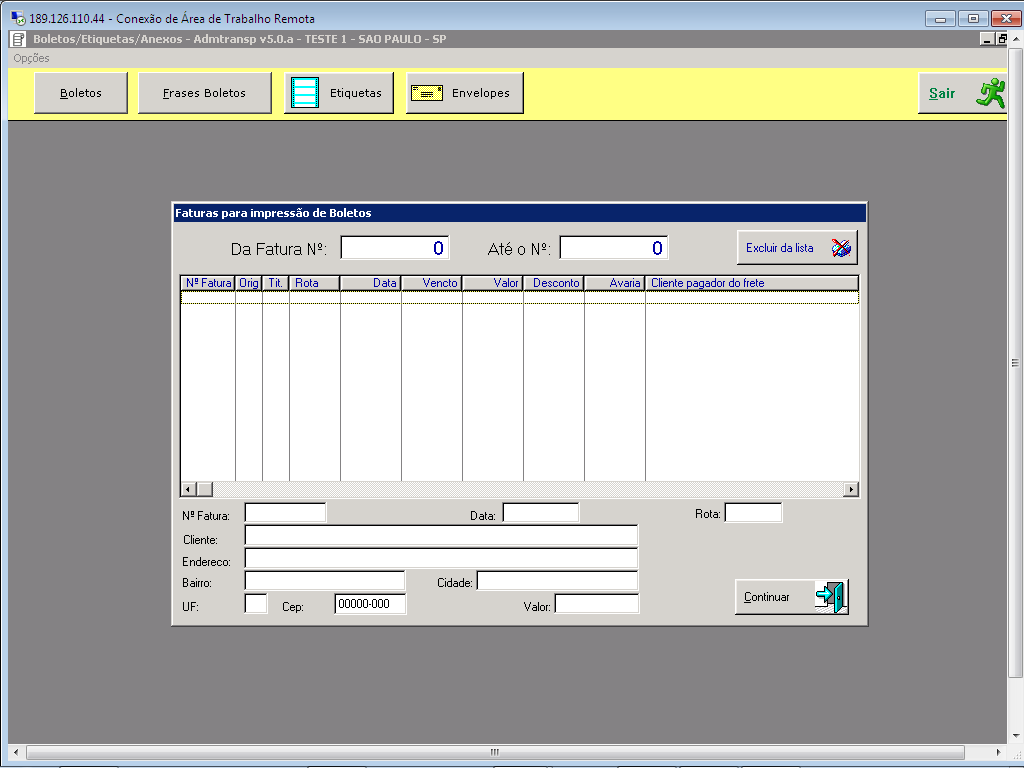 189.126.110.44 - Conexão de Área de Trabalho Remota
Boletos/Etiquetas/Anexos - Admtransp v5.0.a - TESTE 1 - SAO PAULO - SP
Opções
Boletos Frases Boletos Etiquetas Envelopes Sair
Faturas para impressão de Boletos
Da Fatura Nº: 0 Até o Nº: 0 Excluir da lista
Nº Fatura Orig Tit. Rota Data Vencto Valor Desconto Avaria Cliente pagador do frete
Nº Fatura: Data: Rota:
Cliente:
Endereco:
Bairro: Cidade:
UF: Cep: 00000-000 Valor: Continuar